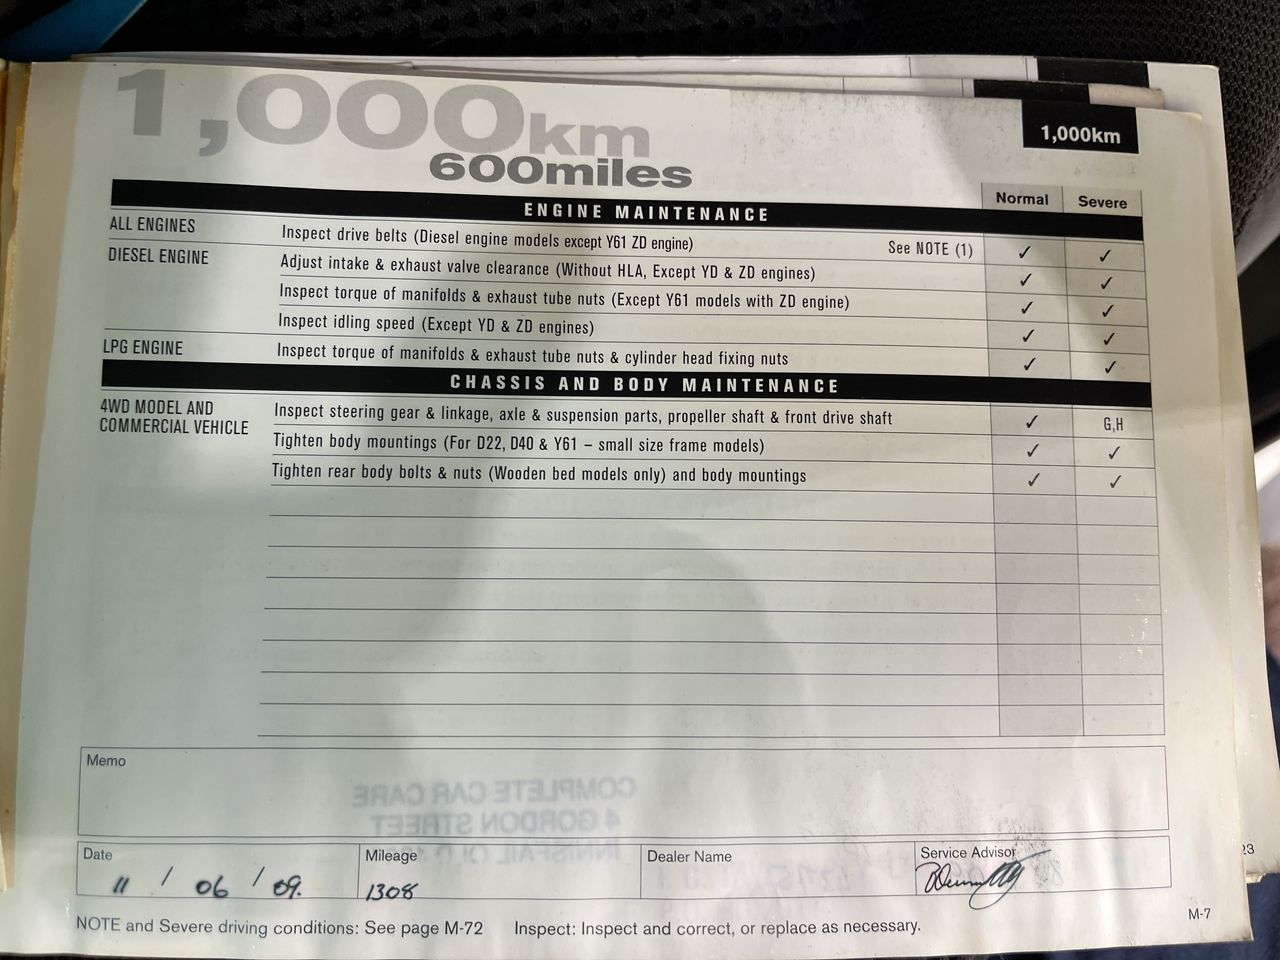 1,000km
600miles
1,000km
Normal Severe
ENGINE MAINTENANCE
ALL ENGINES Inspect drive belts (Diesel engine models except Y61 ZD engine) See NOTE (1) ✓ ✓
DIESEL ENGINE Adjust intake & exhaust valve clearance (Without HLA, Except YD & ZD engines) ✓ ✓
Inspect torque of manifolds & exhaust tube nuts (Except Y61 models with ZD engine) ✓ ✓
Inspect idling speed (Except YD & ZD engines) ✓ ✓
LPG ENGINE Inspect torque of manifolds & exhaust tube nuts & cylinder head fixing nuts ✓ ✓
CHASSIS AND BODY MAINTENANCE
4WD MODEL AND
COMMERCIAL VEHICLE
Inspect steering gear & linkage, axle & suspension parts, propeller shaft & front drive shaft ✓ G,H
Tighten body mountings (For D22, D40 & Y61 – small size frame models) ✓ ✓
Tighten rear body bolts & nuts (Wooden bed models only) and body mountings ✓ ✓
Memo
COMPLETE CAR CARE
4 GORDON STREET
INNISFAIL QLD
Date Mileage Dealer Name Service Advisor
11 / 06 / 09. 1308
23
NOTE and Severe driving conditions: See page M-72 Inspect: Inspect and correct, or replace as necessary.
M-7